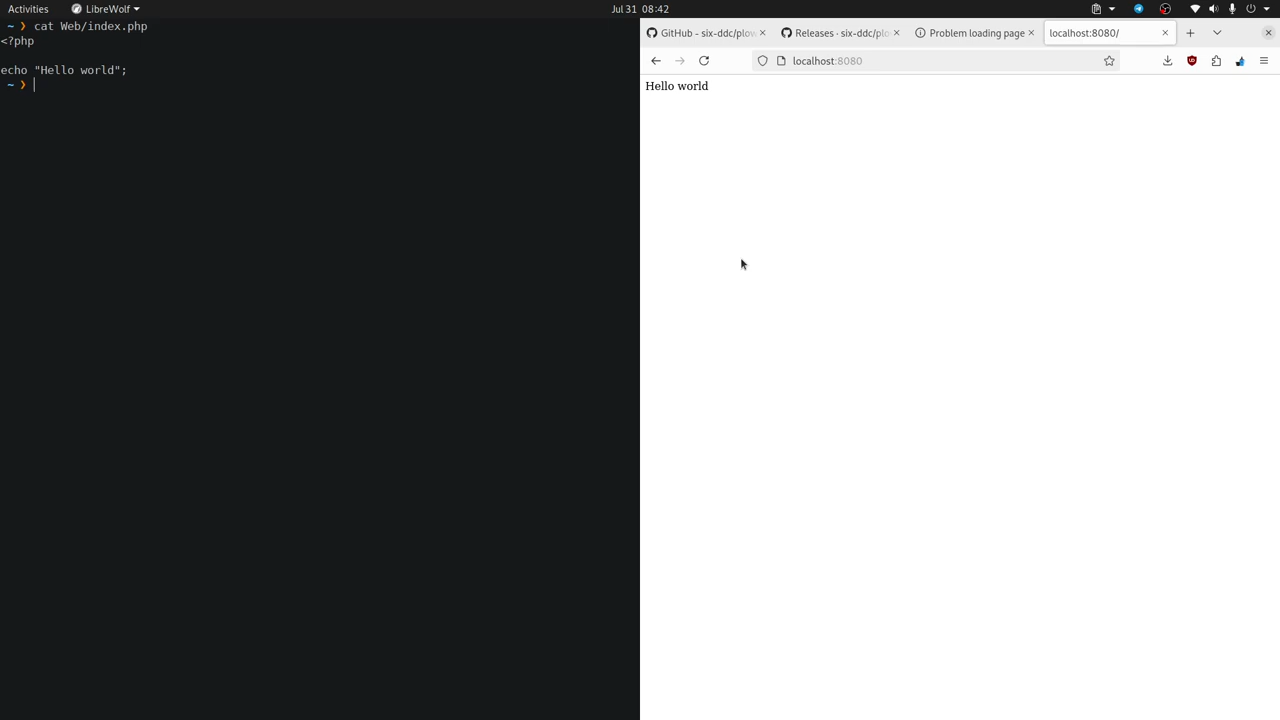 Activities LibreWolf Jul 31 08:42
~ ❯ cat Web/index.php
<?php
echo "Hello world";
~ ❯
GitHub - six-ddc/plow Releases · six-ddc/plo Problem loading page localhost:8080/
localhost:8080
Hello world